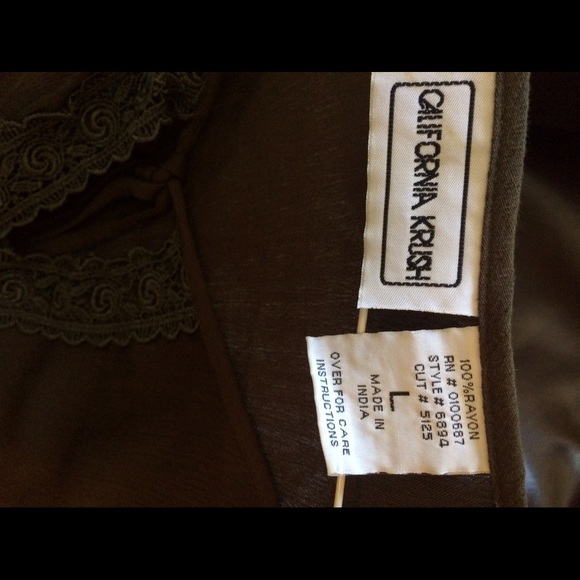 CALIFORNIA KRUSH
100% RAYON
RN # 0100687
STYLE # 6894
CUT # 5125
L
MADE IN
INDIA
OVER FOR CARE
INSTRUCTIONS